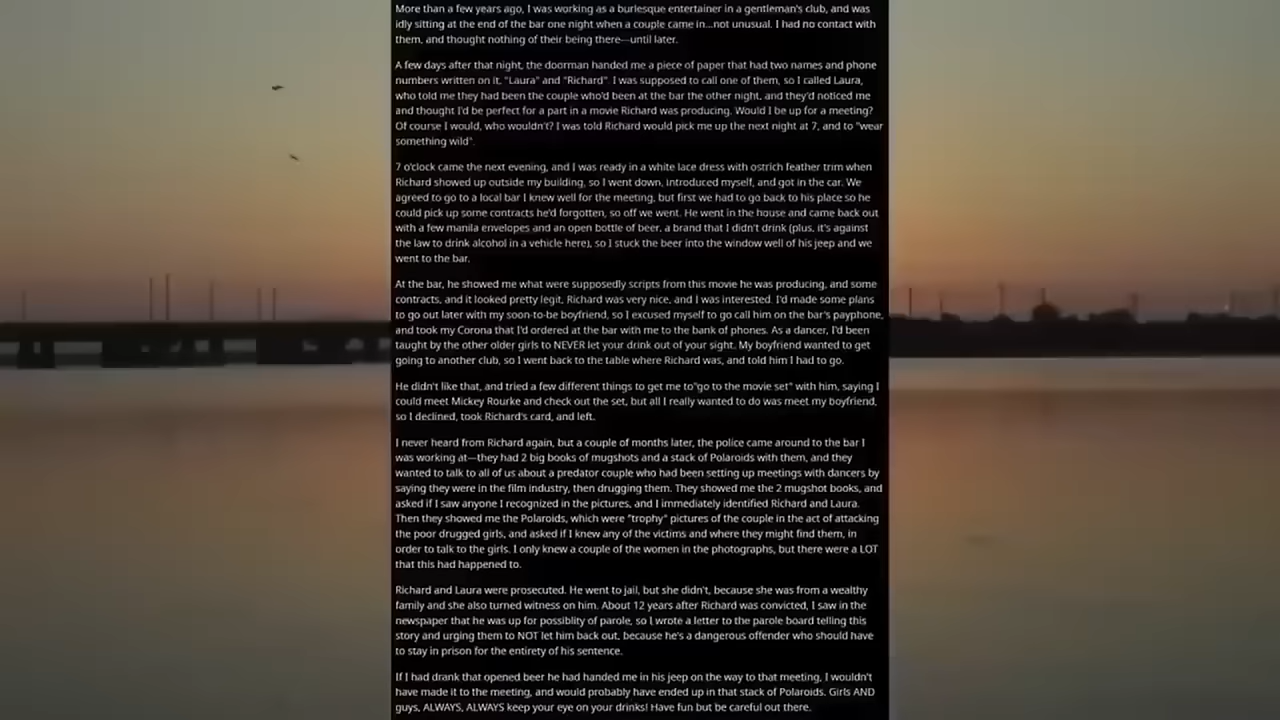 More than a few years ago, I was working as a burlesque entertainer in a gentleman's club, and was
idly sitting at the end of the bar one night when a couple came in...not unusual. I had no contact with
them, and thought nothing of their being there—until later.
A few days after that night, the doorman handed me a piece of paper that had two names and phone
numbers written on it, "Laura" and "Richard". I was supposed to call one of them, so I called Laura,
who told me they had been the couple who'd been at the bar the other night, and they'd noticed me
and thought I'd be perfect for a part in a movie Richard was producing. Would I be up for a meeting?
Of course I would, who wouldn't? I was told Richard would pick me up the next night at 7, and to "wear
something wild".
7 o'clock came the next evening, and I was ready in a white lace dress with ostrich feather trim when
Richard showed up outside my building, so I went down, introduced myself, and got in the car. We
agreed to go to a local bar I knew well for the meeting, but first we had to go back to his place so he
could pick up some contracts he'd forgotten, so off we went. He went in the house and came back out
with a few manila envelopes and an open bottle of beer, a brand that I didn't drink (plus, it's against
the law to drink alcohol in a vehicle here), so I stuck the beer into the window well of his jeep and we
went to the bar.
At the bar, he showed me what were supposedly scripts from this movie he was producing, and some
contracts, and it looked pretty legit, Richard was very nice, and I was interested. I'd made some plans
to go out later with my soon-to-be boyfriend, so I excused myself to go call him on the bar's payphone,
and took my Corona that I'd ordered at the bar with me to the bank of phones. As a dancer, I'd been
taught by the other older girls to NEVER let your drink out of your sight. My boyfriend wanted to get
going to another club, so I went back to the table where Richard was, and told him I had to go.
He didn't like that, and tried a few different things to get me to"go to the movie set" with him, saying I
could meet Mickey Rourke and check out the set, but all I really wanted to do was meet my boyfriend,
so I declined, took Richard's card, and left.
I never heard from Richard again, but a couple of months later, the police came around to the bar I
was working at—they had 2 big books of mugshots and a stack of Polaroids with them, and they
wanted to talk to all of us about a predator couple who had been setting up meetings with dancers by
saying they were in the film industry, then drugging them. They showed me the 2 mugshot books, and
asked if I saw anyone I recognized in the pictures, and I immediately identified Richard and Laura.
Then they showed me the Polaroids, which were "trophy" pictures of the couple in the act of attacking
the poor drugged girls, and asked if I knew any of the victims and where they might find them, in
order to talk to the girls. I only knew a couple of the women in the photographs, but there were a LOT
that this had happened to.
Richard and Laura were prosecuted. He went to jail, but she didn't, because she was from a wealthy
family and she also turned witness on him. About 12 years after Richard was convicted, I saw in the
newspaper that he was up for possiblity of parole, so I wrote a letter to the parole board telling this
story and urging them to NOT let him back out, because he's a dangerous offender who should have
to stay in prison for the entirety of his sentence.
If I had drank that opened beer he had handed me in his jeep on the way to that meeting, I wouldn't
have made it to the meeting, and would probably have ended up in that stack of Polaroids. Girls AND
guys, ALWAYS, ALWAYS keep your eye on your drinks! Have fun but be careful out there.